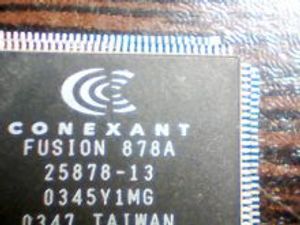 CONEXANT
FUSION 878A
25878-13
0345Y1MG
0347 TAIWAN